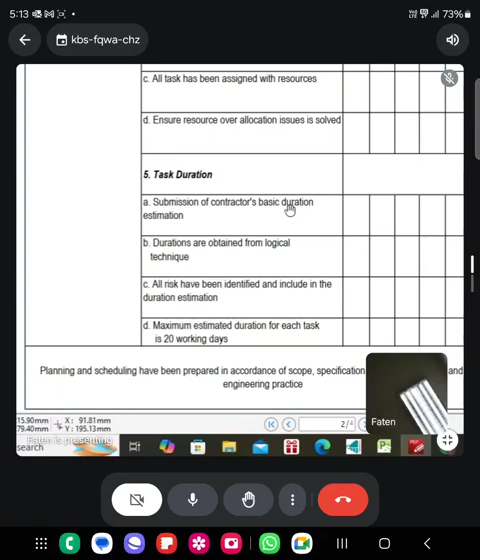 5:13
73%
kbs-fqwa-chz
c. All task has been assigned with resources
d. Ensure resource over allocation issues is solved
5. Task Duration
a. Submission of contractor's basic duration
estimation
b. Durations are obtained from logical
technique
c. All risk have been identified and include in the
duration estimation
d. Maximum estimated duration for each task
is 20 working days
Planning and scheduling have been prepared in accordance of scope, specification
and
engineering practice
Faten
15.90mm X: 91.81mm
79.40mm Y: 195.13mm
2/4
Faten is presenting
search